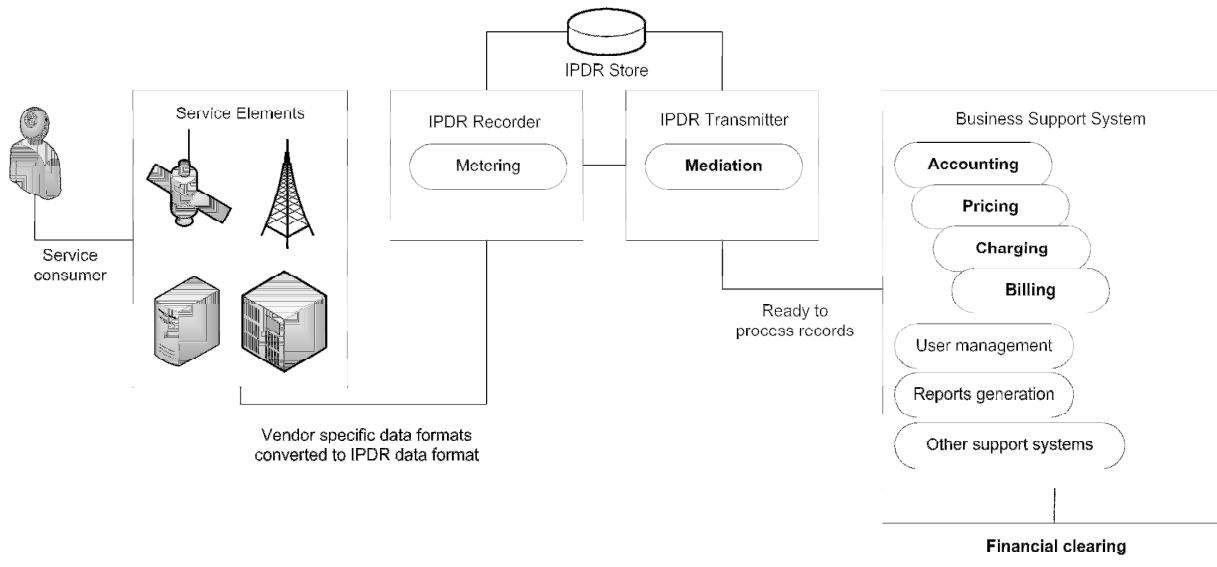 IPDR Store
Service Elements
IPDR Recorder
IPDR Transmitter
Business Support System
Metering
Mediation
Accounting
Pricing
Charging
Billing
Service
consumer
Ready to
process records
User management
Reports generation
Other support systems
Vendor specific data formats
converted to IPDR data format
Financial clearing